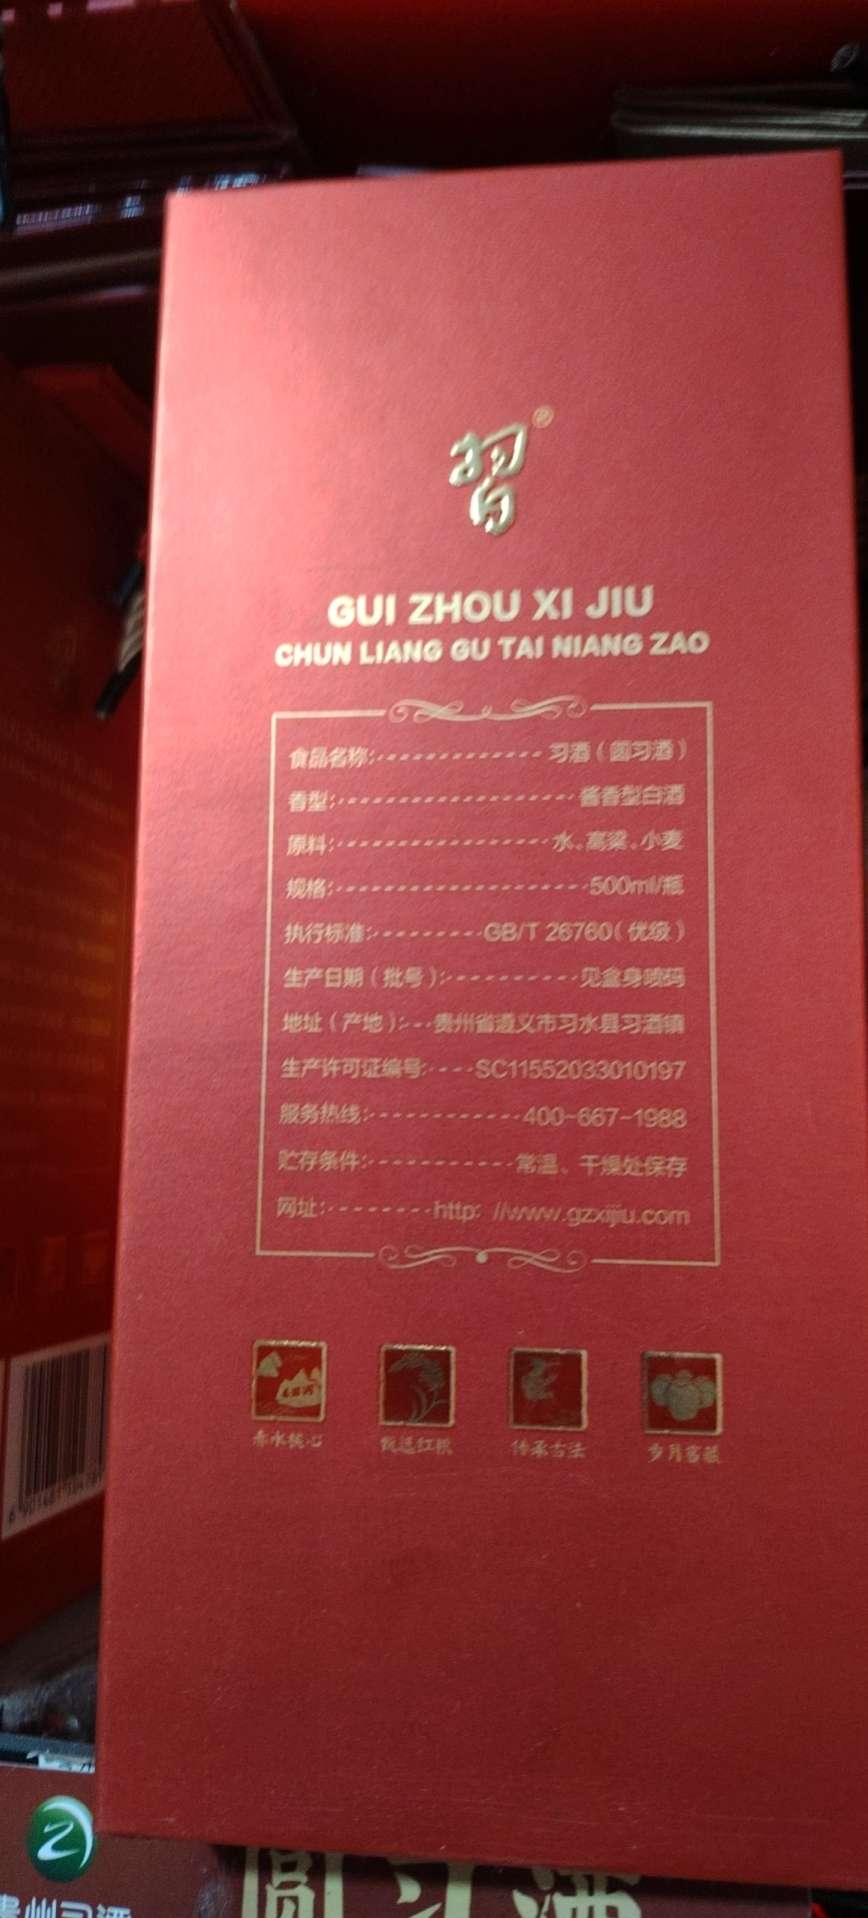 習®
GUI ZHOU XI JIU
CHUN LIANG GU TAI NIANG ZAO
食品名称:-------------习酒（圆习酒）
香型:-------------------酱香型白酒
原料:-----------------水、高粱、小麦
规格:--------------------500ml/瓶
执行标准:---------GB/T 26760（优级）
生产日期（批号）:----------见盒身喷码
地址（产地）:---贵州省遵义市习水县习酒镇
生产许可证编号:----SC11552033010197
服务热线:------------400-667-1988
贮存条件:-----------常温、干燥处保存
网址:--------http: //www.gzxijiu.com
赤水核心 甄选红粮 传承古法 岁月窖藏
圆习酒